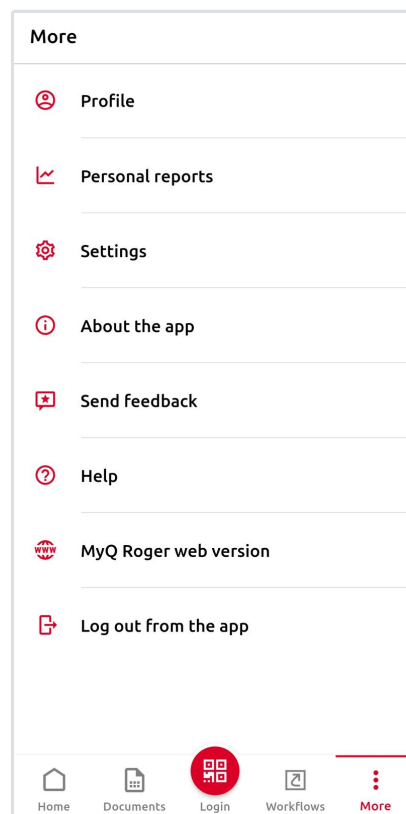 More
Profile
Personal reports
Settings
About the app
Send feedback
Help
www
MyQ Roger web version
Log out from the app
Home
Documents
Login
Workflows
More